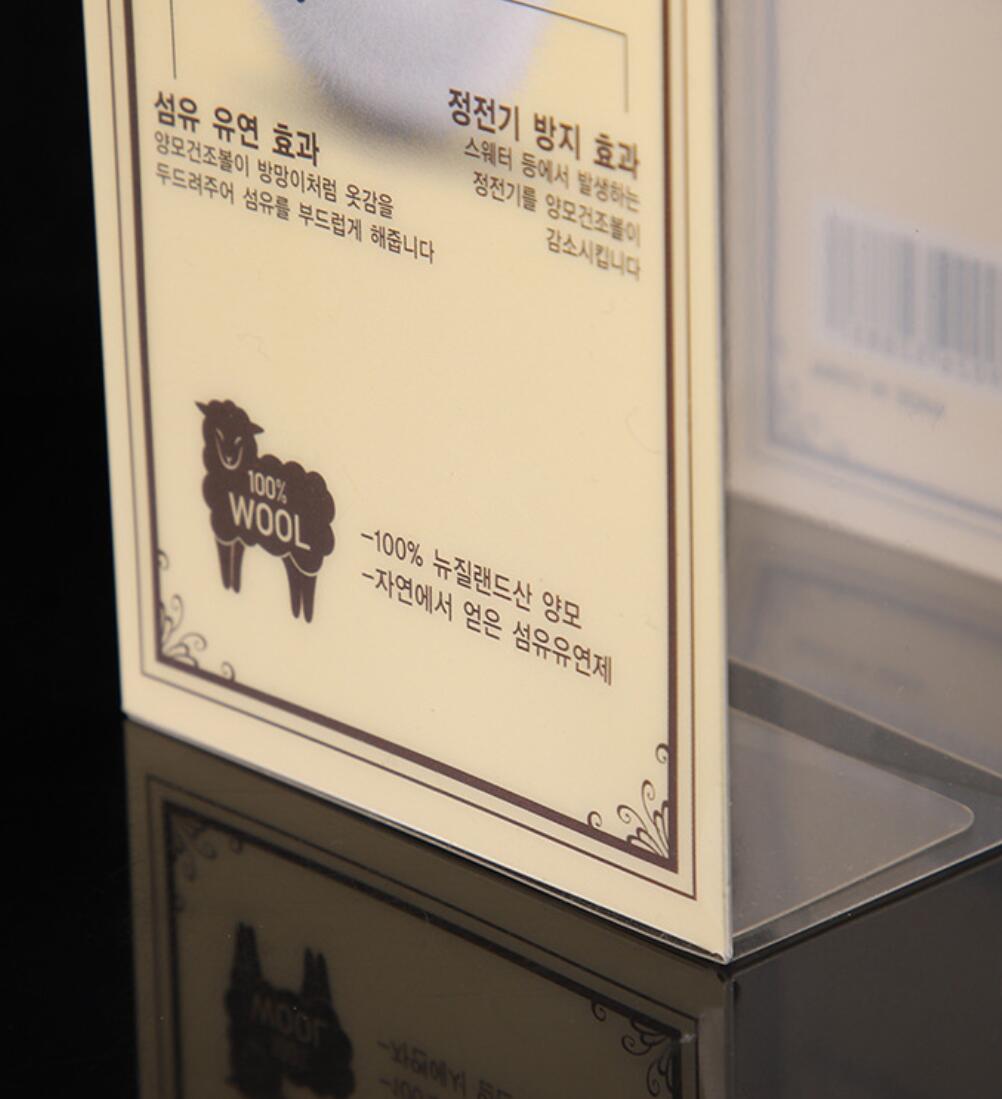 섬유 유연 효과
양모건조볼이 방망이처럼 옷감을
두드려주어 섬유를 부드럽게 해줍니다
정전기 방지 효과
스웨터 등에서 발생하는
정전기를 양모건조볼이
감소시킵니다
100%
WOOL
-100% 뉴질랜드산 양모
-자연에서 얻은 섬유유연제